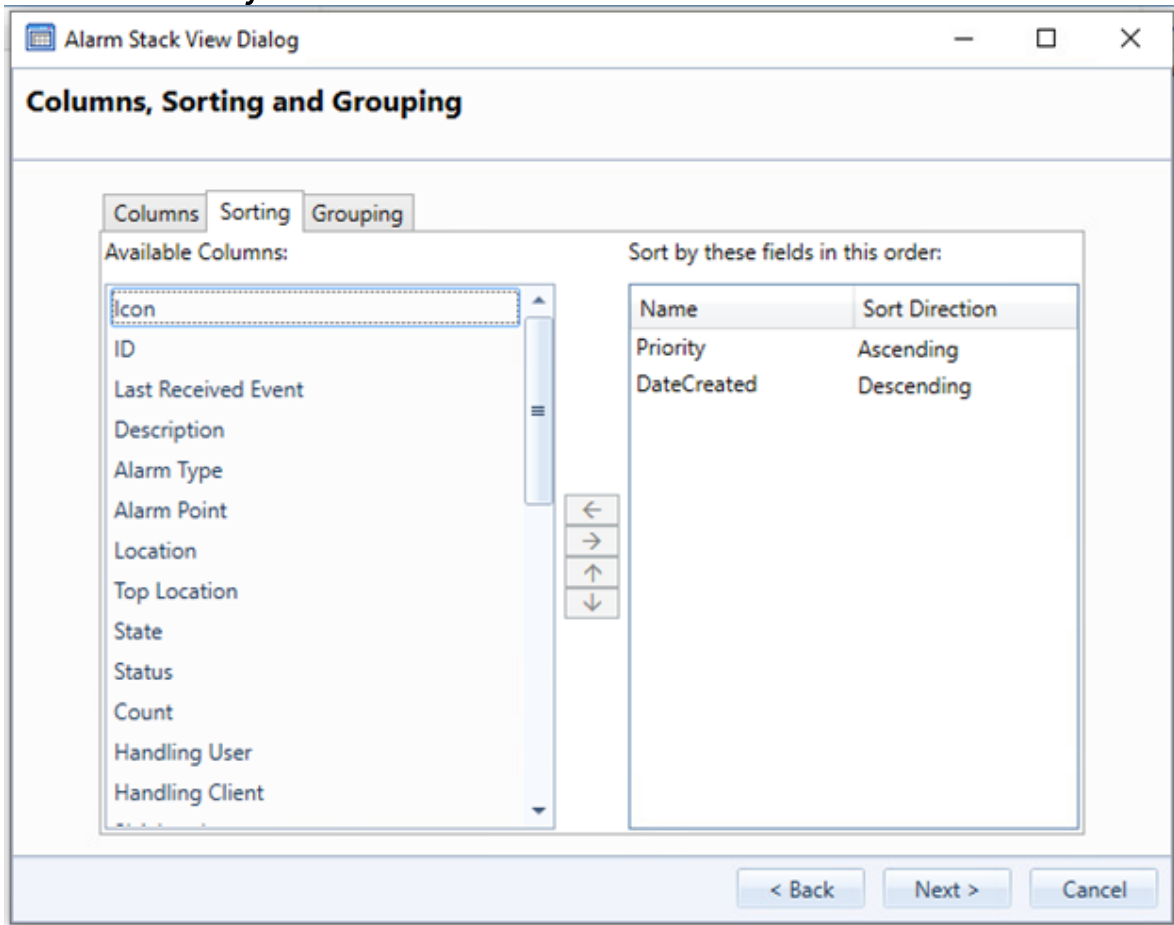 Alarm Stack View Dialog
Columns, Sorting and Grouping
Columns Sorting Grouping
Available Columns:
Icon
ID
Last Received Event
Description
Alarm Type
Alarm Point
Location
Top Location
State
Status
Count
Handling User
Handling Client
Sort by these fields in this order:
Name Sort Direction
Priority Ascending
DateCreated Descending
< Back Next > Cancel